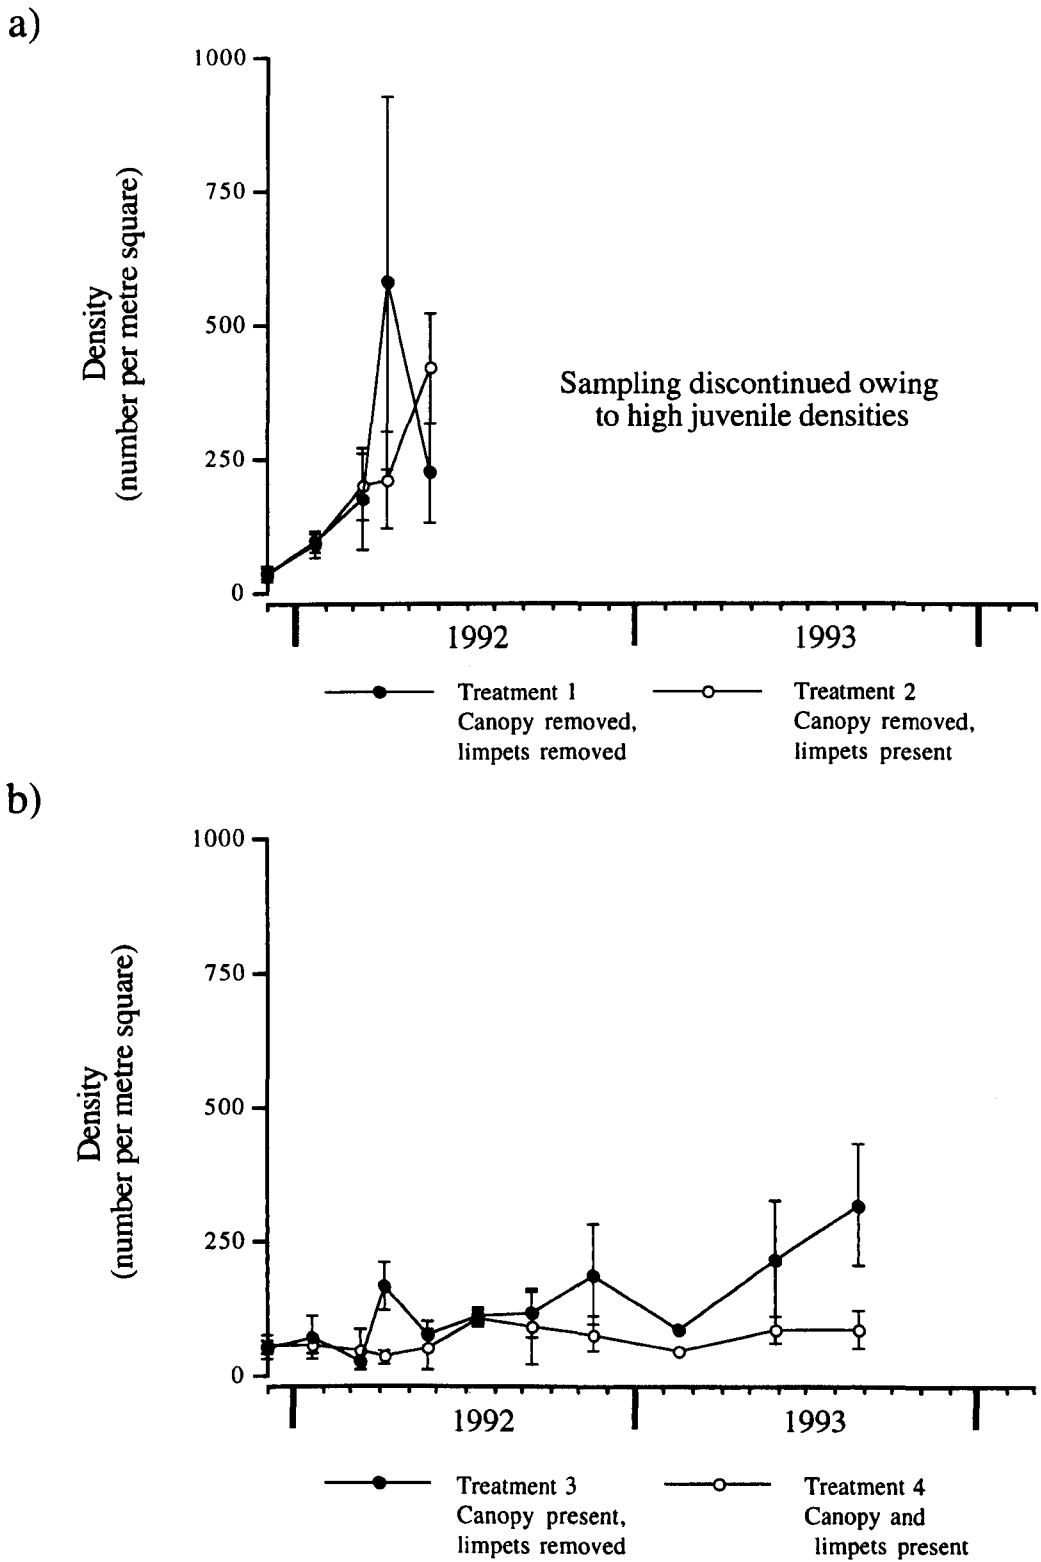 a)
1000
750
500
250
0
Density
(number per metre square)
Sampling discontinued owing
to high juvenile densities
1992
1993
Treatment 1
Canopy removed,
limpets removed
Treatment 2
Canopy removed,
limpets present
b)
1000
750
500
250
0
Density
(number per metre square)
1992
1993
Treatment 3
Canopy present,
limpets removed
Treatment 4
Canopy and
limpets present